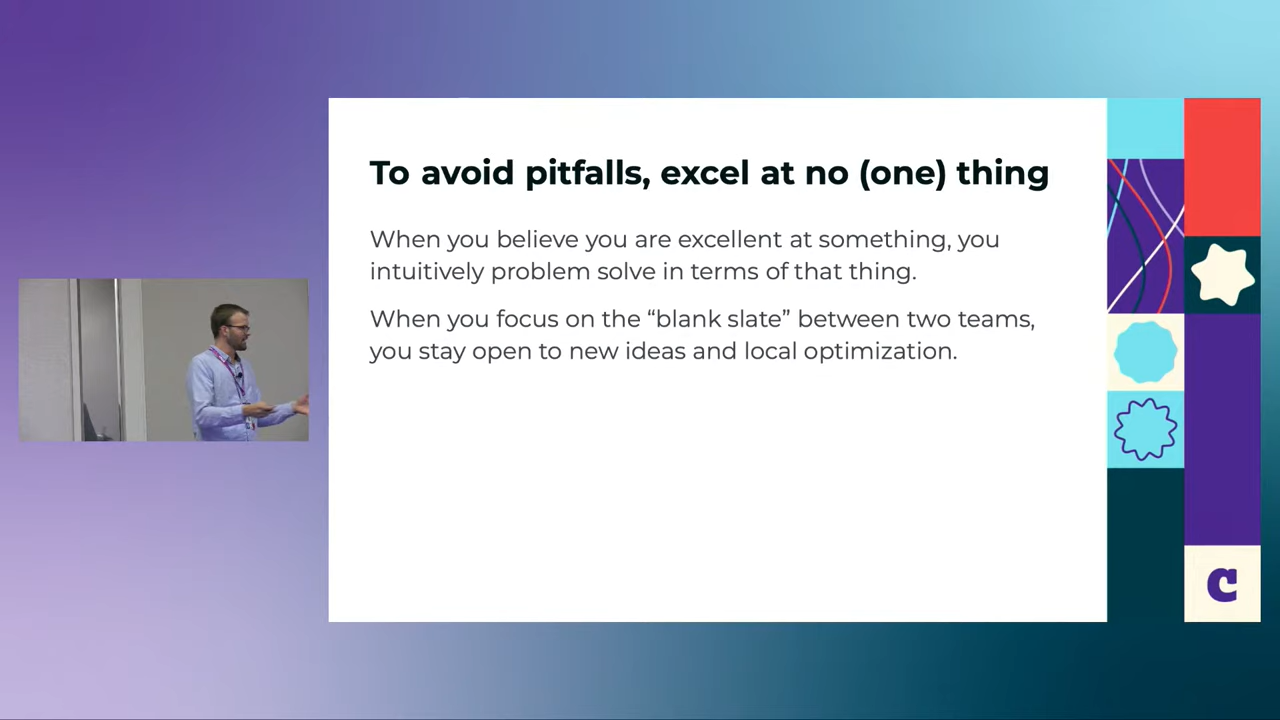 To avoid pitfalls, excel at no (one) thing
When you believe you are excellent at something, you
intuitively problem solve in terms of that thing.
When you focus on the “blank slate” between two teams,
you stay open to new ideas and local optimization.
C